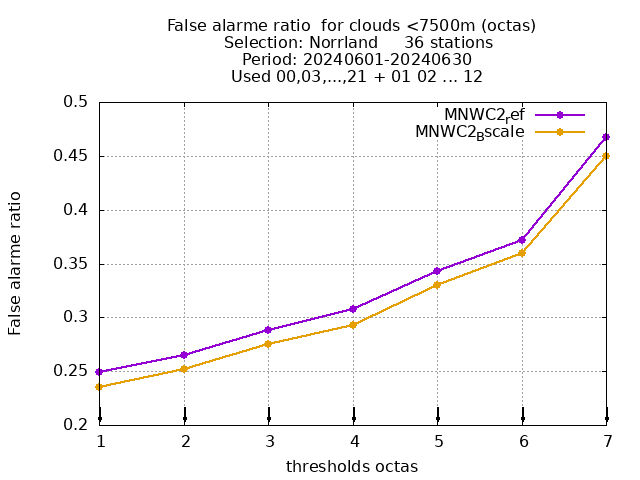 False alarme ratio  for clouds <7500m (octas)
Selection: Norrland     36 stations
Period: 20240601-20240630
Used 00,03,...,21 + 01 02 ... 12
MNWC2ref
MNWC2Bscale
0.5
0.45
0.4
0.35
0.3
0.25
0.2
False alarme ratio
1 2 3 4 5 6 7
thresholds octas